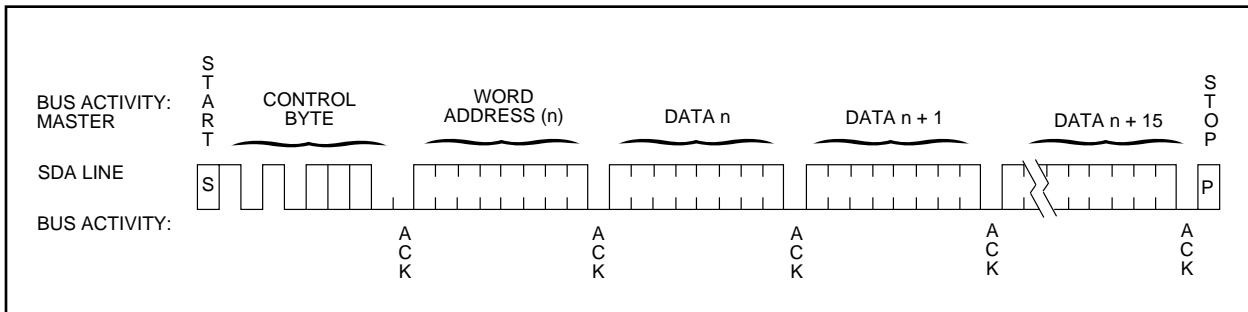 BUS ACTIVITY:
MASTER
START
CONTROL
BYTE
WORD
ADDRESS (n)
DATA n
DATA n + 1
DATA n + 15
STOP
SDA LINE
S
P
BUS ACTIVITY:
ACK
ACK
ACK
ACK
ACK